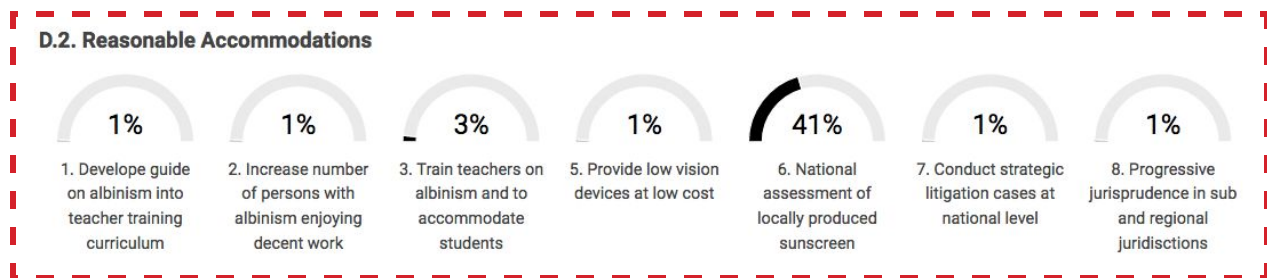 D.2. Reasonable Accommodations
1%
1. Develope guide
on albinism into
teacher training
curriculum
1%
2. Increase number
of persons with
albinism enjoying
decent work
3%
3. Train teachers on
albinism and to
accommodate
students
1%
5. Provide low vision
devices at low cost
41%
6. National
assessment of
locally produced
sunscreen
1%
7. Conduct strategic
litigation cases at
national level
1%
8. Progressive
jurisprudence in sub
and regional
juridisctions